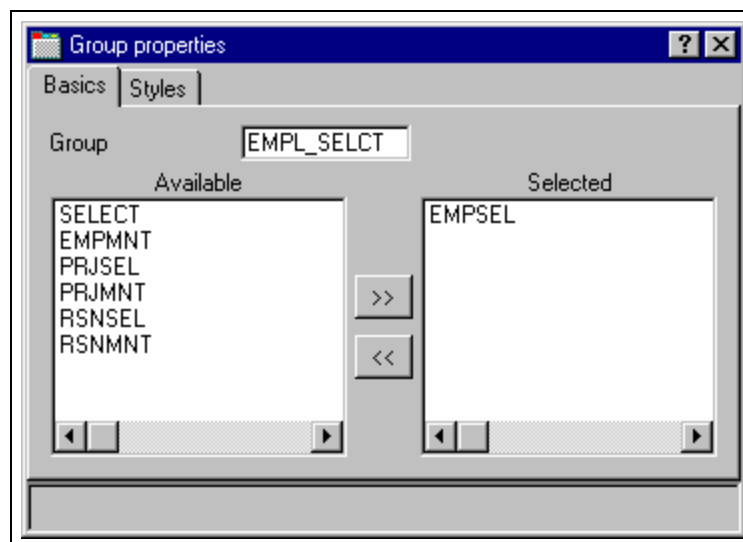 Group properties
Basics Styles
Group EMPL_SELCT
Available Selected
SELECT EMPSEL
EMPMNT
PRJSEL
PRJMNT
>>
RSNSEL
RSNMNT
<<